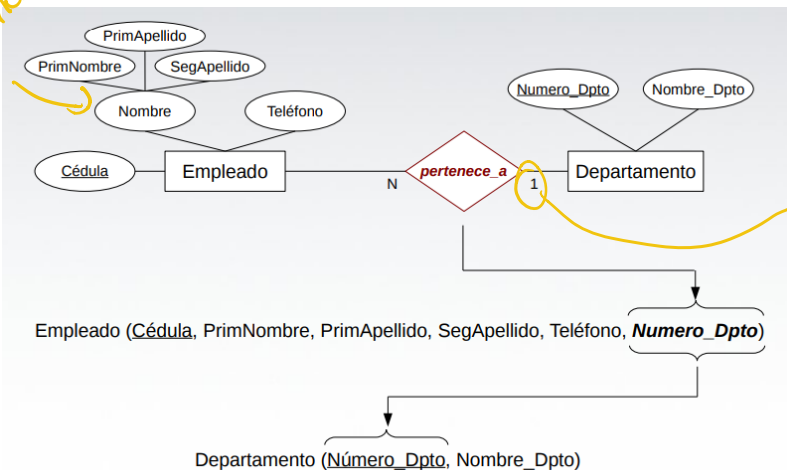 PrimApellido
PrimNombre
SegApellido
Numero_Dpto
Nombre_Dpto
Nombre
Teléfono
Cédula
Empleado
N
pertenece_a
1
Departamento
Empleado (Cédula, PrimNombre, PrimApellido, SegApellido, Teléfono, Numero_Dpto)
Departamento (Número_Dpto, Nombre_Dpto)